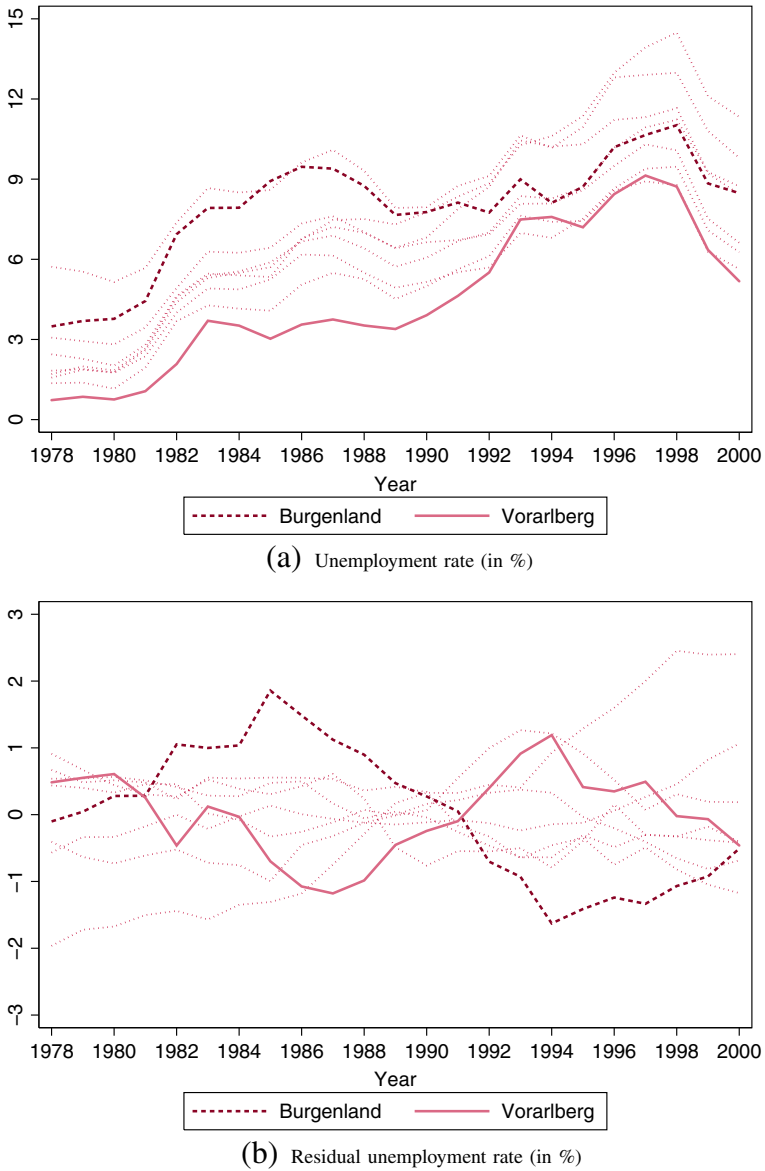 15
12
9
6
3
0
1978 1980 1982 1984 1986 1988 1990 1992 1994 1996 1998 2000
Year
Burgenland Vorarlberg
(a) Unemployment rate (in %)
3
2
1
0
−1
−2
−3
1978 1980 1982 1984 1986 1988 1990 1992 1994 1996 1998 2000
Year
Burgenland Vorarlberg
(b) Residual unemployment rate (in %)